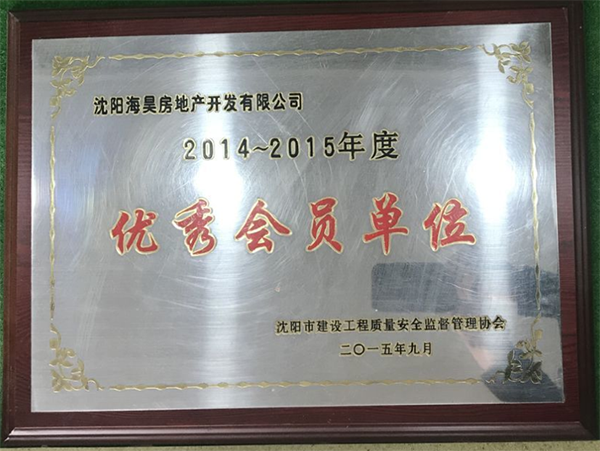 沈阳海昊房地产开发有限公司
2014~2015年度
优秀会员单位
沈阳市建设工程质量安全监督管理协会
二〇一五年九月